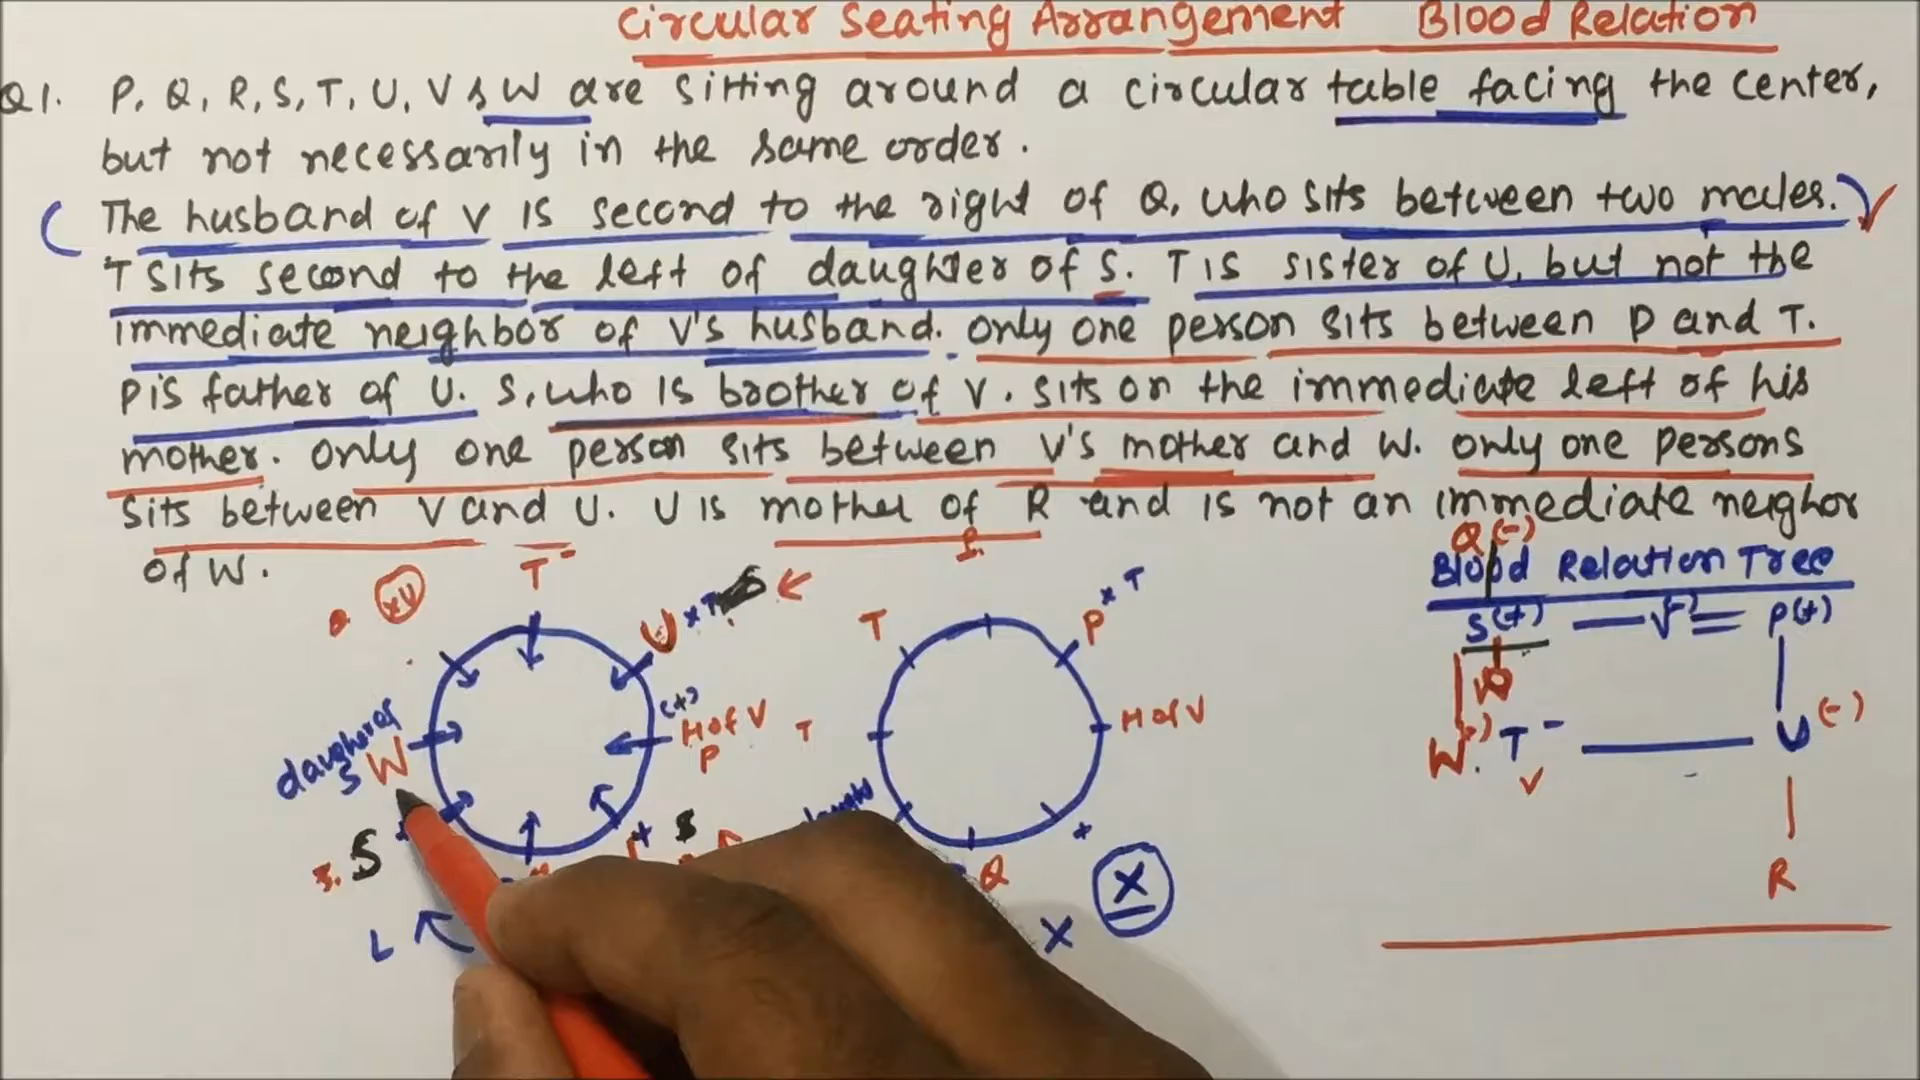 Circular Seating Arrangement Blood Relation
Q1. P, Q, R, S, T, U, V & W are sitting around a circular table facing the center,
but not necessarily in the same order.
The husband of V is second to the right of Q, who sits between two males.
T sits second to the left of daughter of S. T is sister of U, but not the
immediate neighbor of V's husband. Only one person sits between P and T.
P is father of U. S, who is brother of V. sits on the immediate left of his
mother. Only one person sits between V's mother and W. Only one persons
sits between V and U. U is mother of R and is not an immediate neighor
of W.
Q(-)
Blood Relation Tree
T-
U xT
daughter of
S W
(+)
H of V
P
S
S
L
T
P xT
T
H of V
Q
+
X
X
S(+) V(-) P(+)
W T- U(-)
R